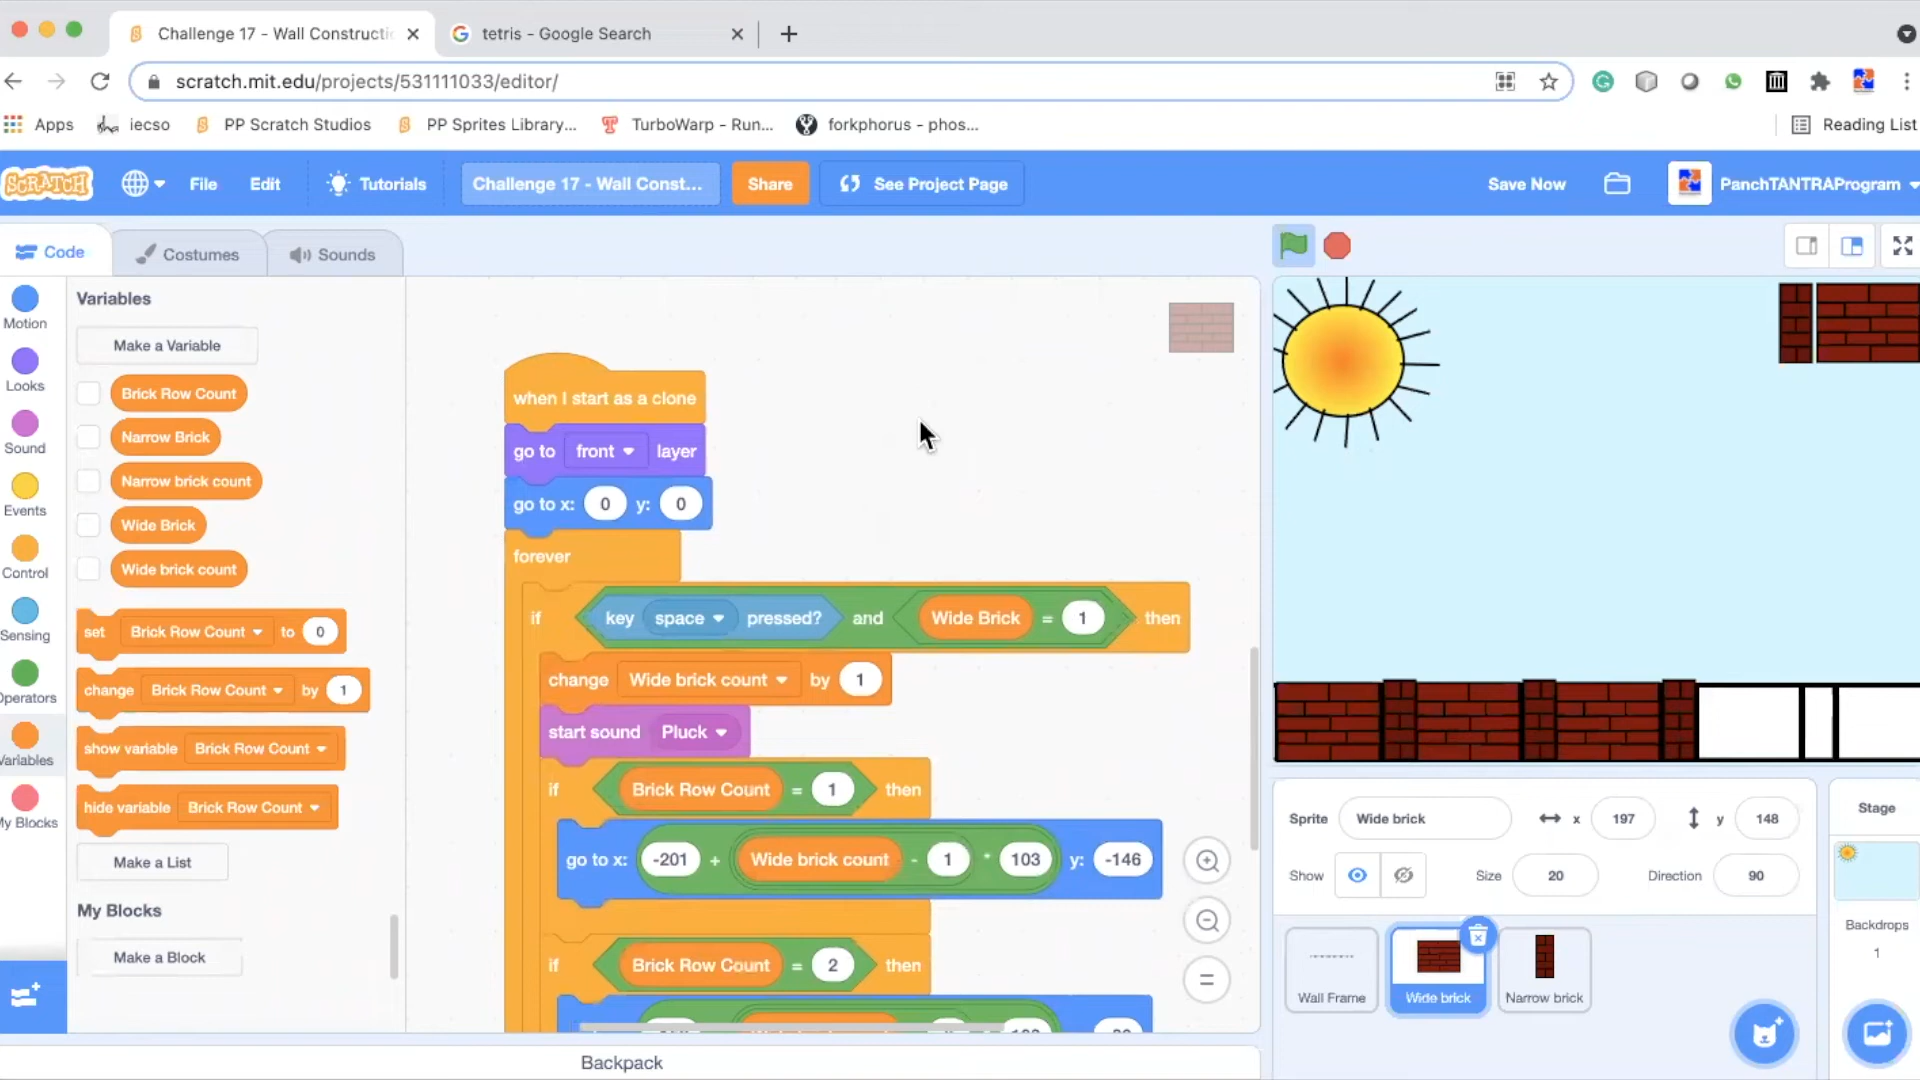 Challenge 17 - Wall Constructi
tetris - Google Search
scratch.mit.edu/projects/531111033/editor/
Apps
iecso
PP Scratch Studios
PP Sprites Library...
TurboWarp - Run...
forkphorus - phos...
Reading List
SCRATCH
File
Edit
Tutorials
Challenge 17 - Wall Const...
Share
See Project Page
Save Now
PanchTANTRAProgram
Code
Costumes
Sounds
Motion
Looks
Sound
Events
Control
Sensing
Operators
Variables
My Blocks
Variables
Make a Variable
Brick Row Count
Narrow Brick
Narrow brick count
Wide Brick
Wide brick count
set Brick Row Count to 0
change Brick Row Count by 1
show variable Brick Row Count
hide variable Brick Row Count
Make a List
My Blocks
Make a Block
when I start as a clone
go to front layer
go to x: 0 y: 0
forever
if key space pressed? and Wide Brick = 1 then
change Wide brick count by 1
start sound Pluck
if Brick Row Count = 1 then
go to x: -201 + Wide brick count - 1 * 103 y: -146
if Brick Row Count = 2 then
Backpack
Sprite Wide brick x 197 y 148
Show Size 20 Direction 90
Wall Frame
Wide brick
Narrow brick
Stage
Backdrops
1